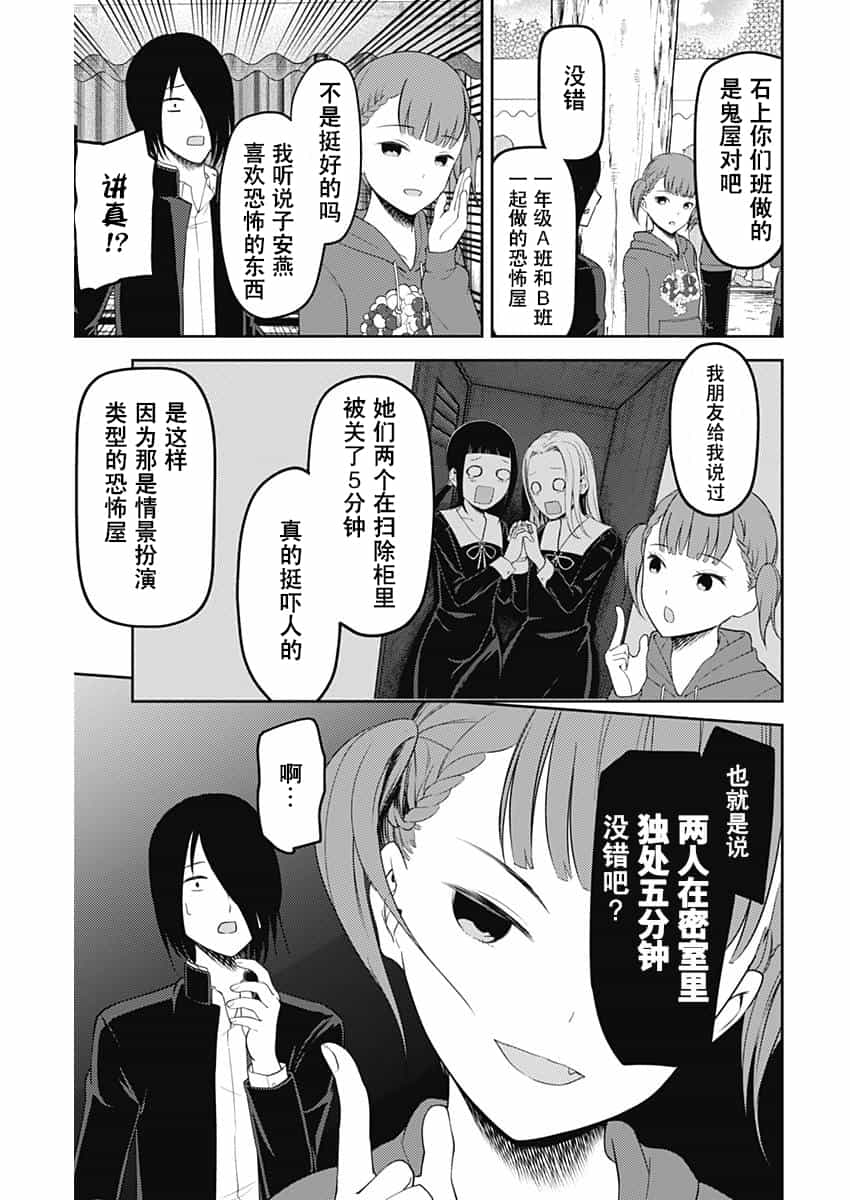 石上你们班做的
是鬼屋对吧
没错
一年级A班和B班
一起做的恐怖屋
不是挺好的吗
我听说子安燕
喜欢恐怖的东西
讲真!?
我朋友给我说过
她们两个在扫除柜里
被关了5分钟
真的挺吓人的
是这样
因为那是情景扮演
类型的恐怖屋
也就是说
两人在密室里
独处五分钟
没错吧？
啊…